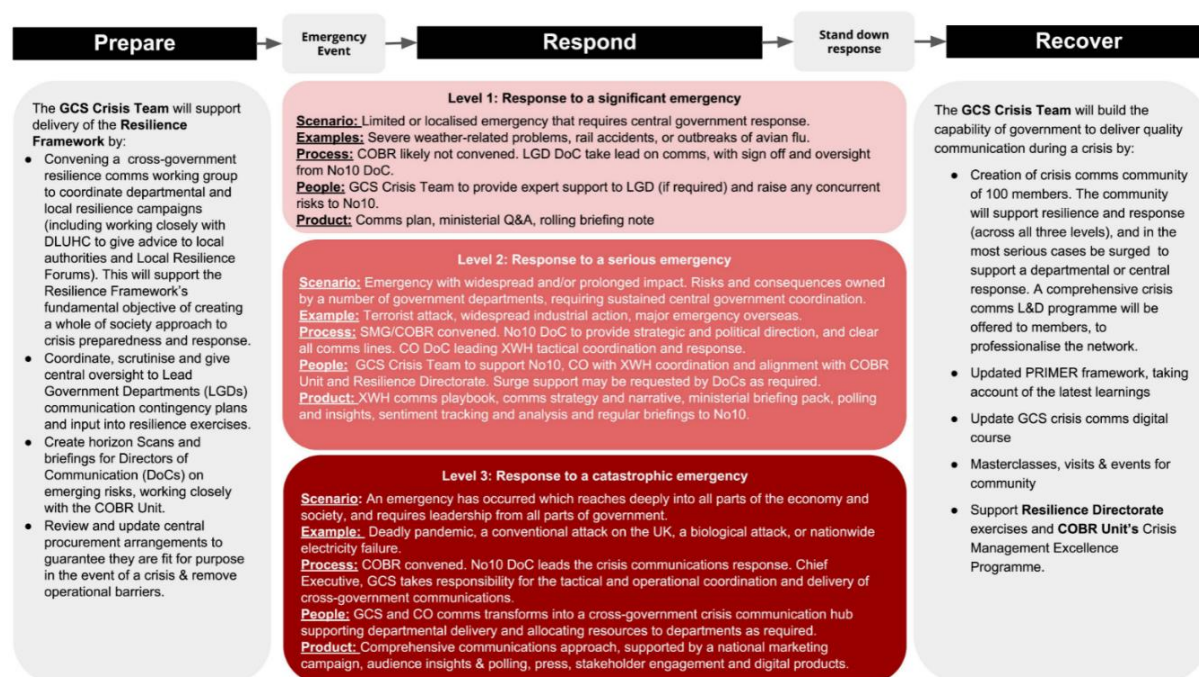 Prepare
Emergency
Event
Respond
Stand down
response
Recover
The GCS Crisis Team will support
delivery of the Resilience
Framework by:
● Convening a cross-government
resilience comms working group
to coordinate departmental and
local resilience campaigns
(including working closely with
DLUHC to give advice to local
authorities and Local Resilience
Forums). This will support the
Resilience Framework's
fundamental objective of creating
a whole of society approach to
crisis preparedness and response.
● Coordinate, scrutinise and give
central oversight to Lead
Government Departments (LGDs)
communication contingency plans
and input into resilience exercises.
● Create horizon Scans and
briefings for Directors of
Communication (DoCs) on
emerging risks, working closely
with the COBR Unit.
● Review and update central
procurement arrangements to
guarantee they are fit for purpose
in the event of a crisis & remove
operational barriers.
Level 1: Response to a significant emergency
Scenario: Limited or localised emergency that requires central government response.
Examples: Severe weather-related problems, rail accidents, or outbreaks of avian flu.
Process: COBR likely not convened. LGD DoC take lead on comms, with sign off and oversight
from No10 DoC.
People: GCS Crisis Team to provide expert support to LGD (if required) and raise any concurrent
risks to No10.
Product: Comms plan, ministerial Q&A, rolling briefing note
Level 2: Response to a serious emergency
Scenario: Emergency with widespread and/or prolonged impact. Risks and consequences owned
by a number of government departments, requiring sustained central government coordination.
Example: Terrorist attack, widespread industrial action, major emergency overseas.
Process: SMG/COBR convened. No10 DoC to provide strategic and political direction, and clear
all comms lines. CO DoC leading XWH tactical coordination and response.
People: GCS Crisis Team to support No10, CO with XWH coordination and alignment with COBR
Unit and Resilience Directorate. Surge support may be requested by DoCs as required.
Product: XWH comms playbook, comms strategy and narrative, ministerial briefing pack, polling
and insights, sentiment tracking and analysis and regular briefings to No10.
Level 3: Response to a catastrophic emergency
Scenario: An emergency has occurred which reaches deeply into all parts of the economy and
society, and requires leadership from all parts of government.
Example: Deadly pandemic, a conventional attack on the UK, a biological attack, or nationwide
electricity failure.
Process: COBR convened. No10 DoC leads the crisis communications response. Chief
Executive, GCS takes responsibility for the tactical and operational coordination and delivery of
cross-government communications.
People: GCS and CO comms transforms into a cross-government crisis communication hub
supporting departmental delivery and allocating resources to departments as required.
Product: Comprehensive communications approach, supported by a national marketing
campaign, audience insights & polling, press, stakeholder engagement and digital products.
The GCS Crisis Team will build the
capability of government to deliver quality
communication during a crisis by:
● Creation of crisis comms community
of 100 members. The community
will support resilience and response
(across all three levels), and in the
most serious cases be surged to
support a departmental or central
response. A comprehensive crisis
comms L&D programme will be
offered to members, to
professionalise the network.
● Updated PRIMER framework, taking
account of the latest learnings
● Update GCS crisis comms digital
course
● Masterclasses, visits & events for
community
● Support Resilience Directorate
exercises and COBR Unit's Crisis
Management Excellence
Programme.